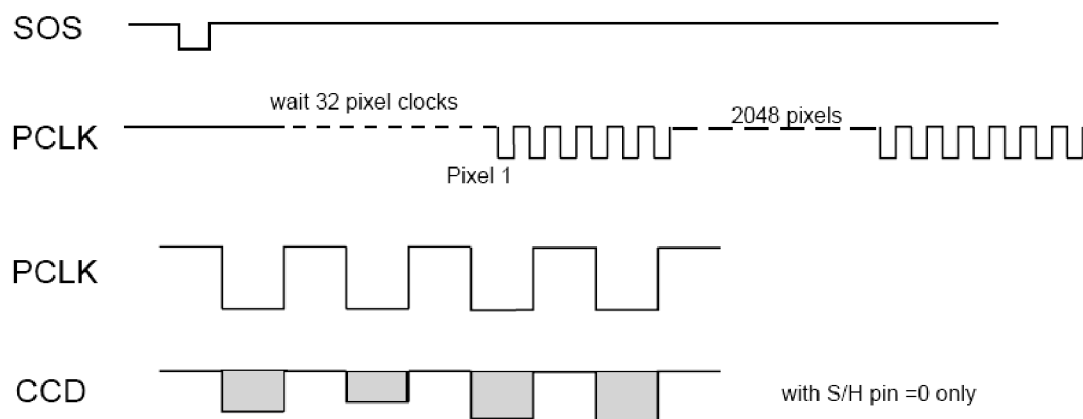 SOS
wait 32 pixel clocks
PCLK
2048 pixels
Pixel 1
PCLK
CCD
with S/H pin =0 only